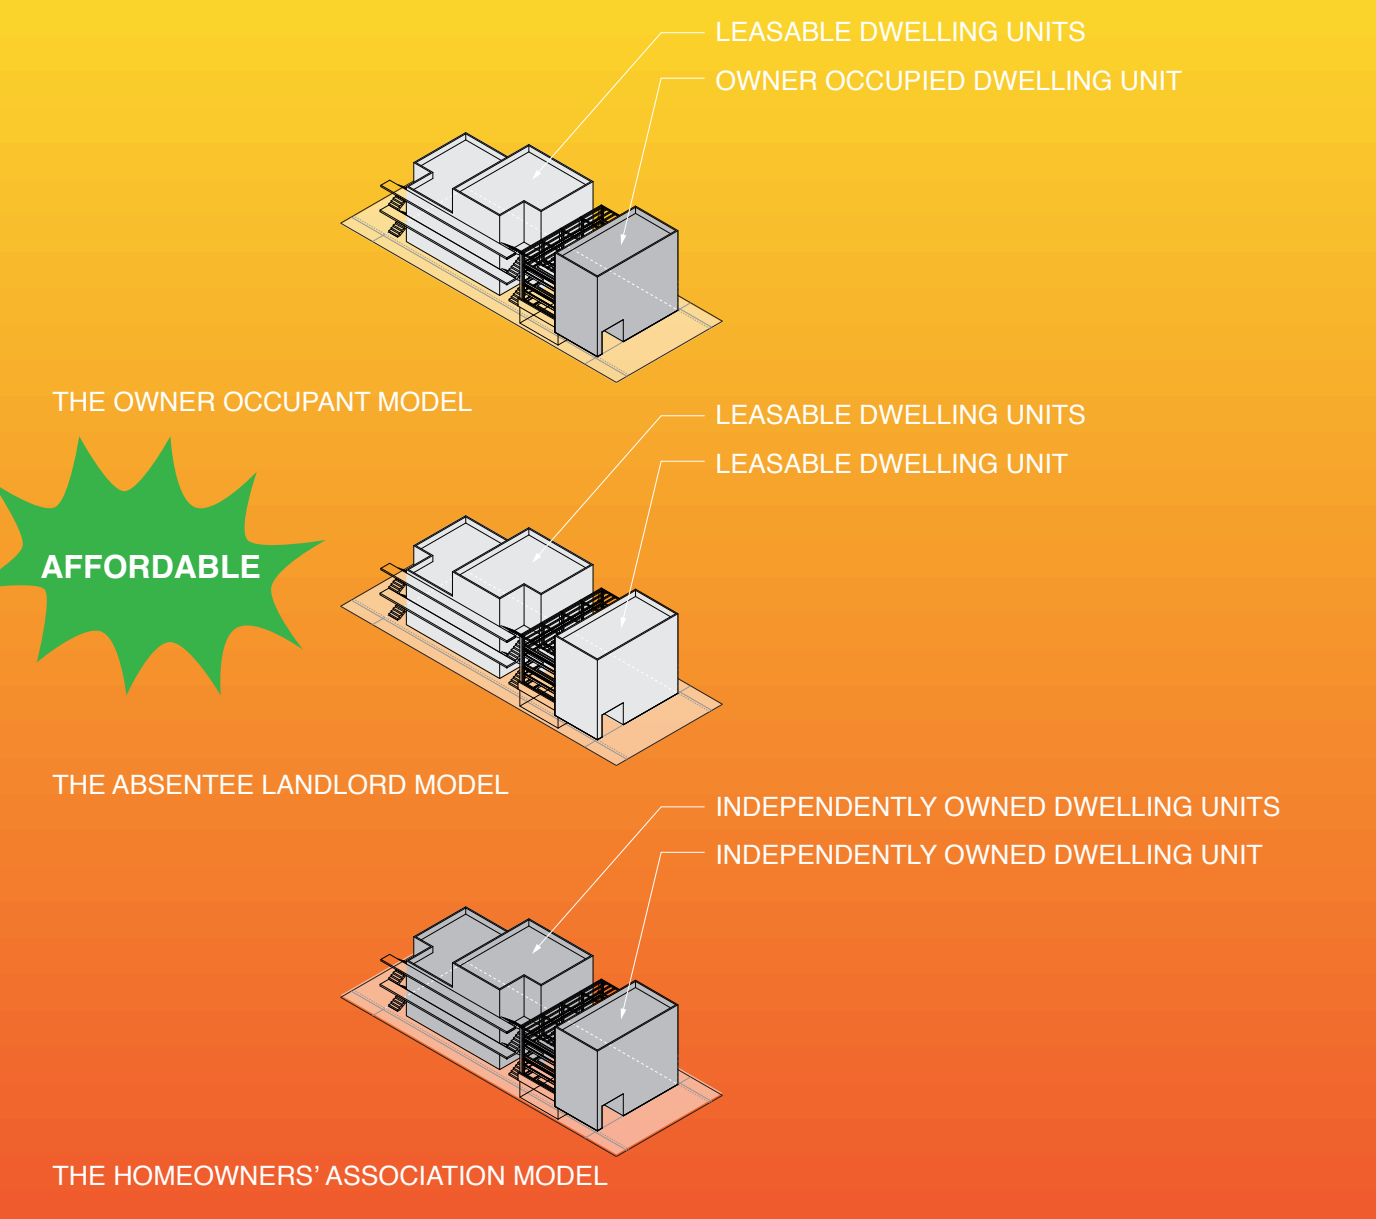 LEASABLE DWELLING UNITS
OWNER OCCUPIED DWELLING UNIT
THE OWNER OCCUPANT MODEL
LEASABLE DWELLING UNITS
LEASABLE DWELLING UNIT
AFFORDABLE
THE ABSENTEE LANDLORD MODEL
INDEPENDENTLY OWNED DWELLING UNITS
INDEPENDENTLY OWNED DWELLING UNIT
THE HOMEOWNERS’ ASSOCIATION MODEL